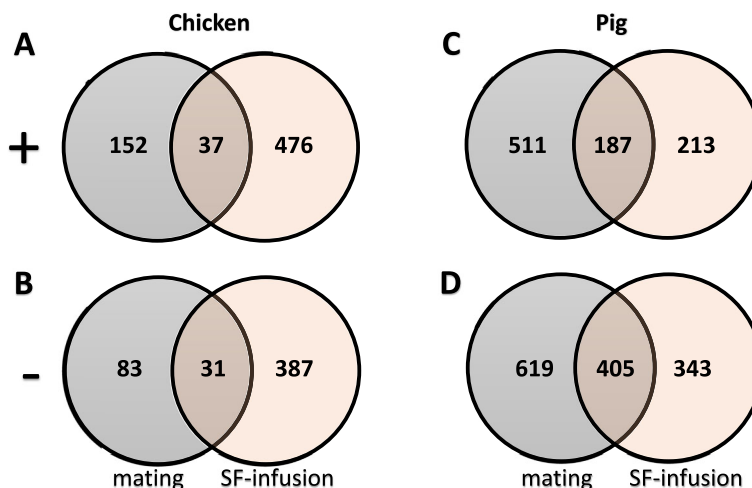 Chicken Pig
A C
+ 152 37 476 511 187 213
B D
- 83 31 387 619 405 343
mating SF-infusion mating SF-infusion